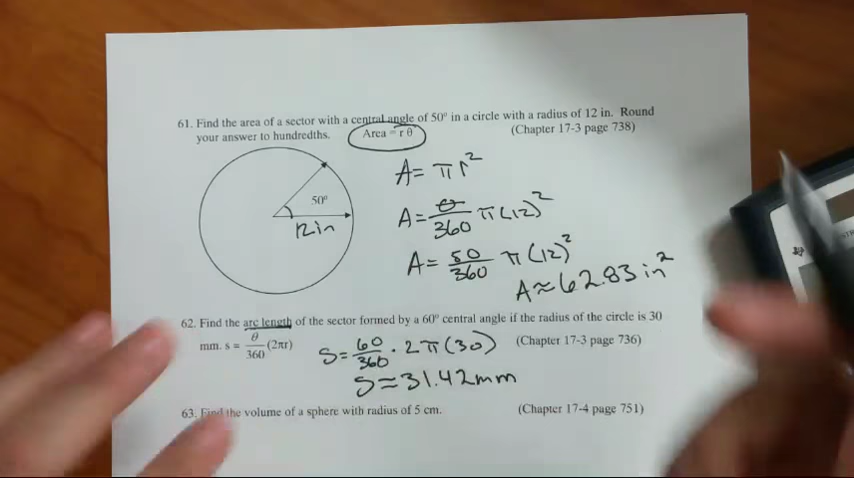 61. Find the area of a sector with a central angle of 50° in a circle with a radius of 12 in. Round
your answer to hundredths. Area = r θ (Chapter 17-3 page 738)
A = π r²
50°
12in
A = θ/360 π(12)²
A = 50/360 π(12)²
A ≈ 62.83 in²
62. Find the arc length of the sector formed by a 60° central angle if the radius of the circle is 30
mm. s = θ/360 (2πr) (Chapter 17-3 page 736)
S = 60/360 · 2π(30)
S ≈ 31.42mm
63. Find the volume of a sphere with radius of 5 cm. (Chapter 17-4 page 751)